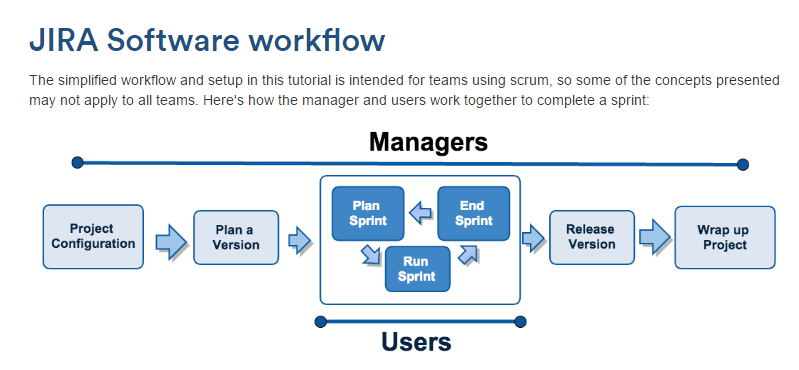 JIRA Software workflow
The simplified workflow and setup in this tutorial is intended for teams using scrum, so some of the concepts presented
may not apply to all teams. Here's how the manager and users work together to complete a sprint:
Managers
Project
Configuration
Plan a
Version
Plan
Sprint
End
Sprint
Run
Sprint
Release
Version
Wrap up
Project
Users